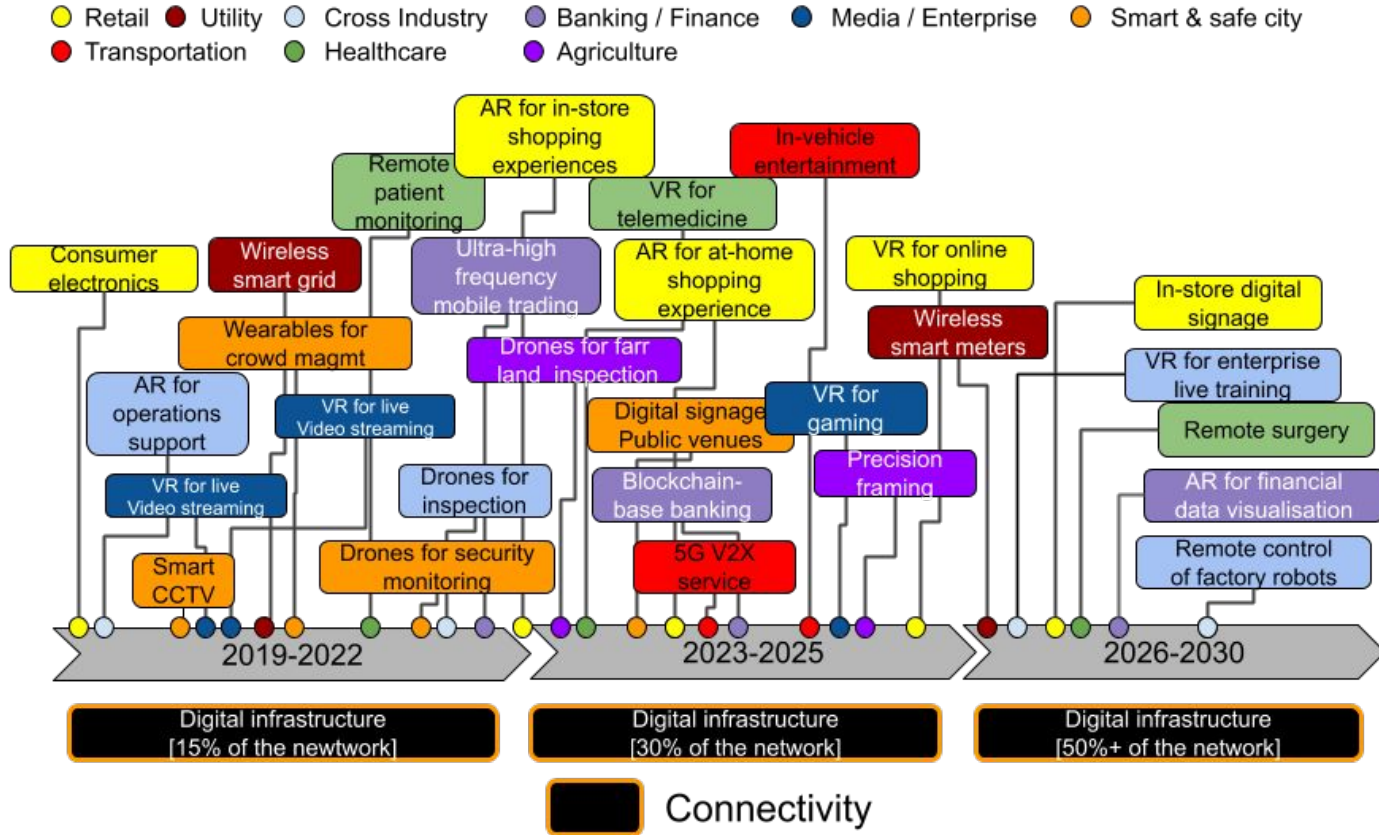 Retail
Utility
Cross Industry
Banking / Finance
Media / Enterprise
Smart & safe city
Transportation
Healthcare
Agriculture
AR for in-store
shopping
experiences
In-vehicle
entertainment
Remote
patient
monitoring
VR for
telemedicine
Consumer
electronics
Wireless
smart grid
Ultra-high
frequency
mobile trading
AR for at-home
shopping
experience
VR for online
shopping
In-store digital
signage
Wearables for
crowd magmt
Drones for farr
land inspection
Wireless
smart meters
VR for enterprise
live training
AR for
operations
support
VR for live
Video streaming
Digital signage
Public venues
VR for
gaming
Remote surgery
VR for live
Video streaming
Drones for
inspection
Blockchain-
base banking
Precision
framing
AR for financial
data visualisation
Smart
CCTV
Drones for security
monitoring
5G V2X
service
Remote control
of factory robots
2019-2022
2023-2025
2026-2030
Digital infrastructure
[15% of the newtwork]
Digital infrastructure
[30% of the network]
Digital infrastructure
[50%+ of the network]
Connectivity